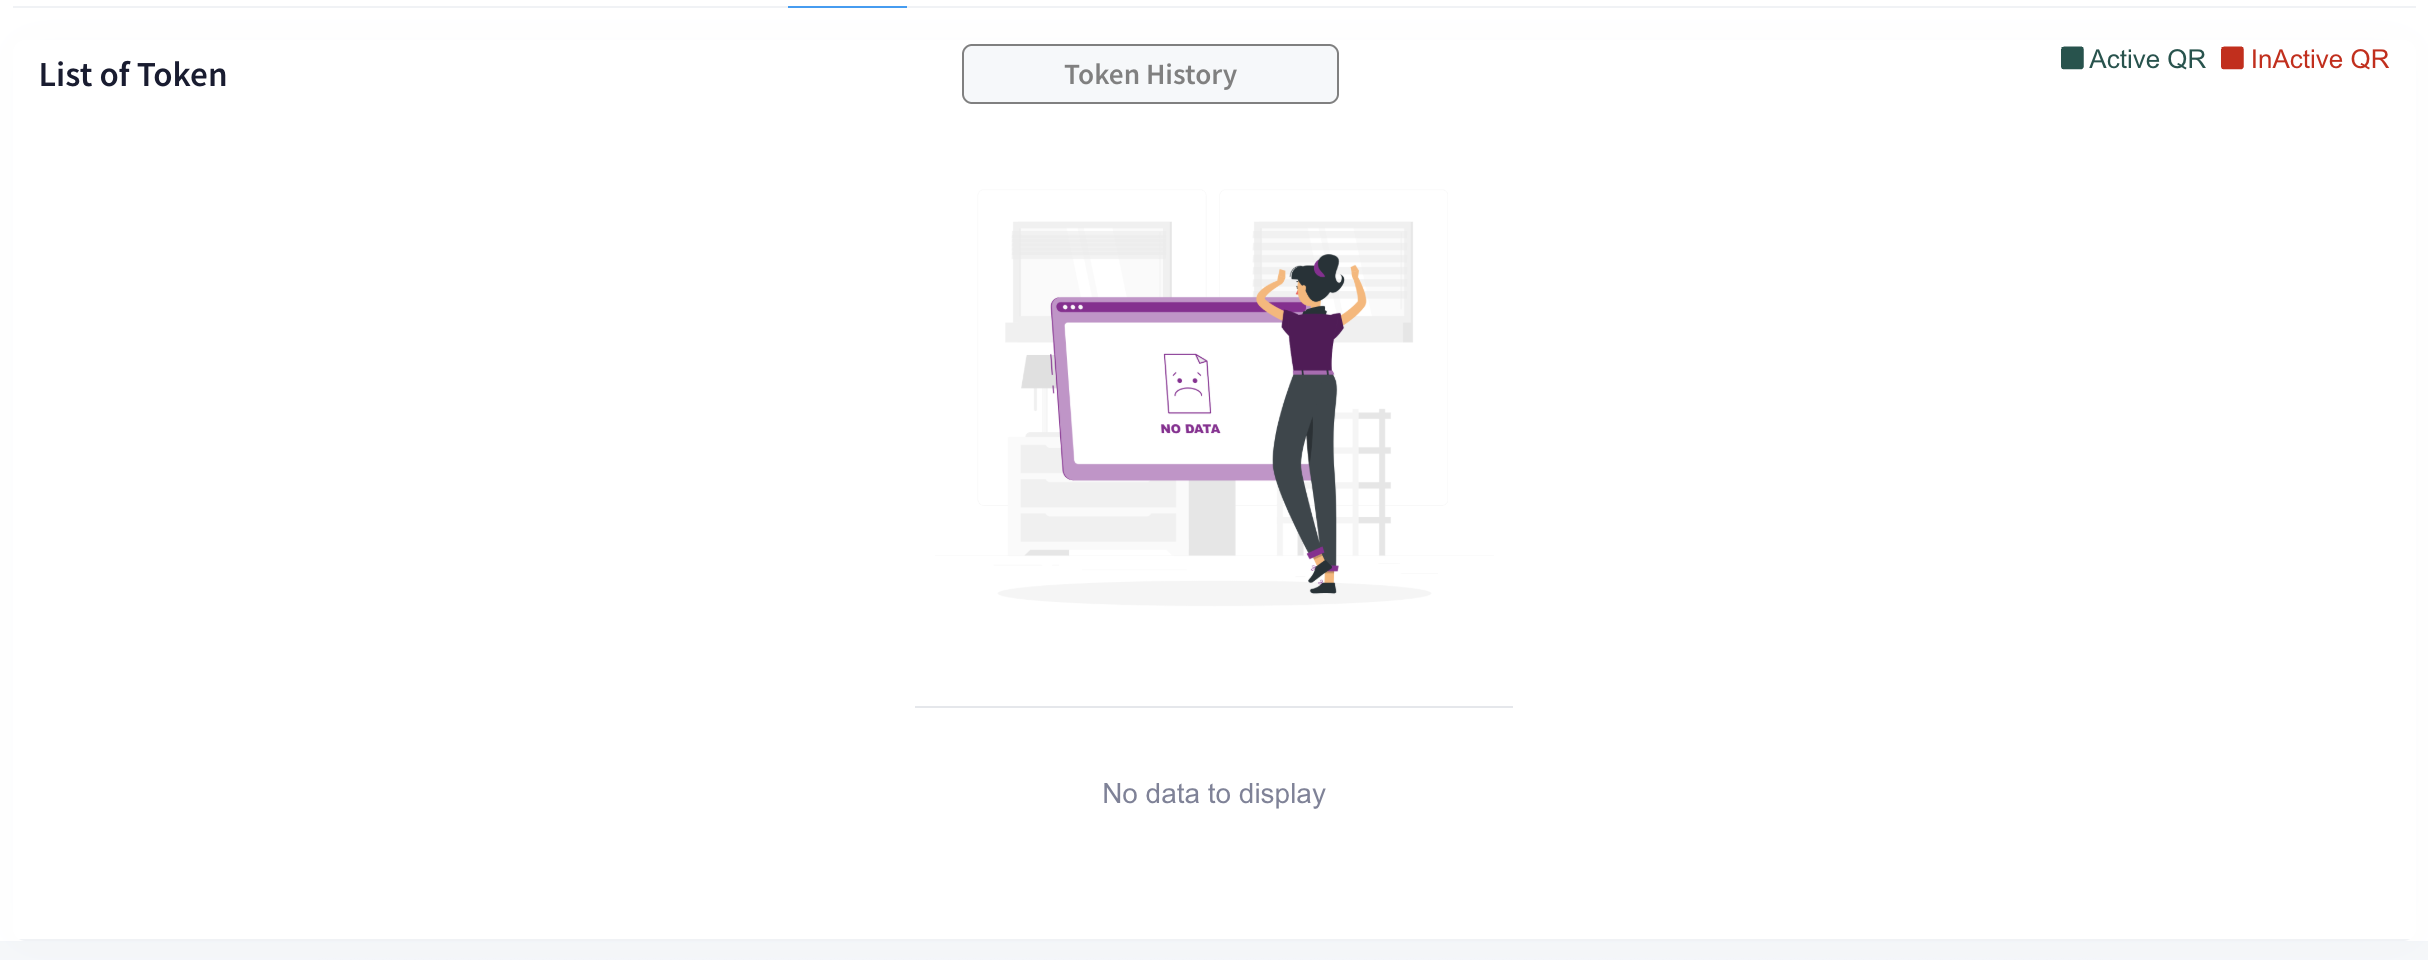 List of Token
Token History
Active QR
InActive QR
NO DATA
No data to display